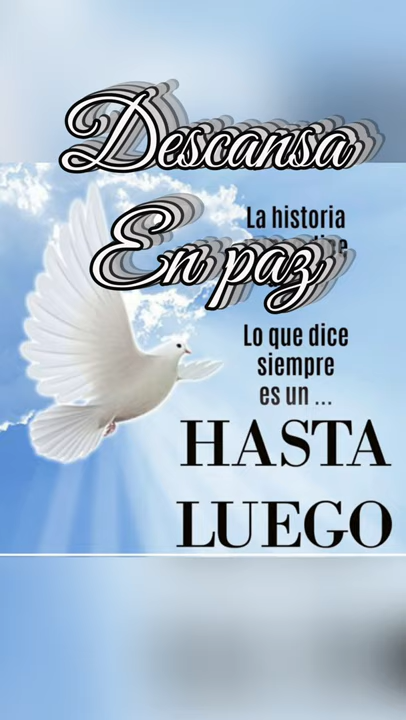 Descansa
La historia
En paz
Lo que dice
siempre
es un ...
HASTA
LUEGO